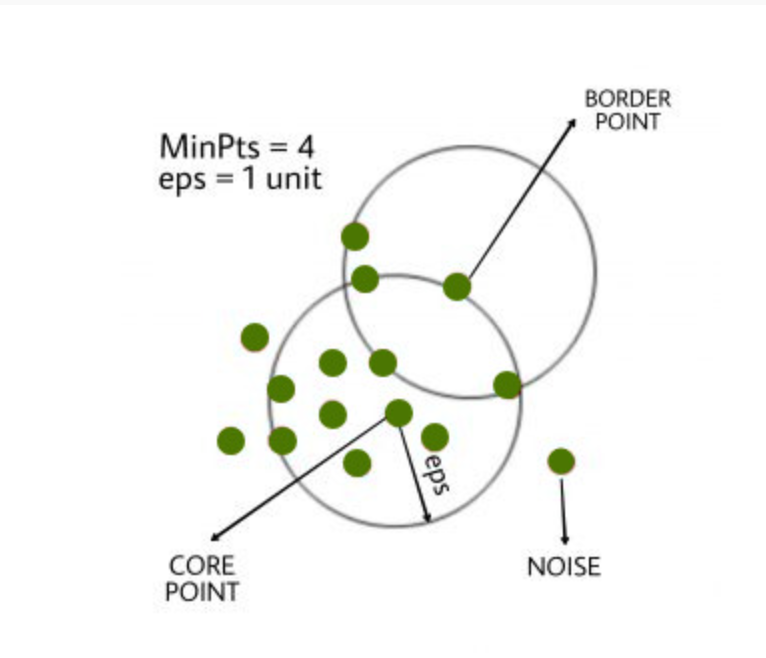 BORDER
POINT
MinPts = 4
eps = 1 unit
eps
CORE
POINT
NOISE